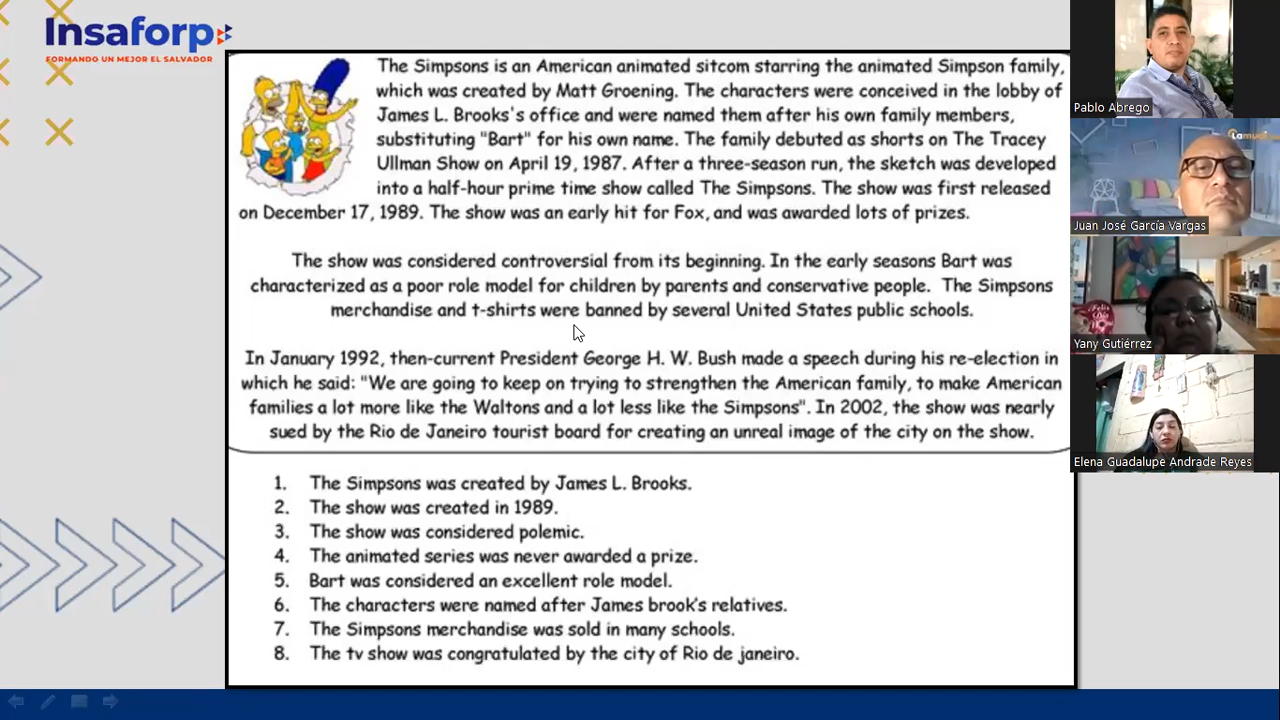 Insaforp
FORMANDO UN MEJOR EL SALVADOR
The Simpsons is an American animated sitcom starring the animated Simpson family,
which was created by Matt Groening. The characters were conceived in the lobby of
James L. Brooks's office and were named them after his own family members,
substituting "Bart" for his own name. The family debuted as shorts on The Tracey
Ullman Show on April 19, 1987. After a three-season run, the sketch was developed
into a half-hour prime time show called The Simpsons. The show was first released
on December 17, 1989. The show was an early hit for Fox, and was awarded lots of prizes.
The show was considered controversial from its beginning. In the early seasons Bart was
characterized as a poor role model for children by parents and conservative people. The Simpsons
merchandise and t-shirts were banned by several United States public schools.
In January 1992, then-current President George H. W. Bush made a speech during his re-election in
which he said: "We are going to keep on trying to strengthen the American family, to make American
families a lot more like the Waltons and a lot less like the Simpsons". In 2002, the show was nearly
sued by the Rio de Janeiro tourist board for creating an unreal image of the city on the show.
1. The Simpsons was created by James L. Brooks.
2. The show was created in 1989.
3. The show was considered polemic.
4. The animated series was never awarded a prize.
5. Bart was considered an excellent role model.
6. The characters were named after James brook's relatives.
7. The Simpsons merchandise was sold in many schools.
8. The tv show was congratulated by the city of Rio de janeiro.
Pablo Abrego
Juan José García Vargas
Yany Gutiérrez
Elena Guadalupe Andrade Reyes